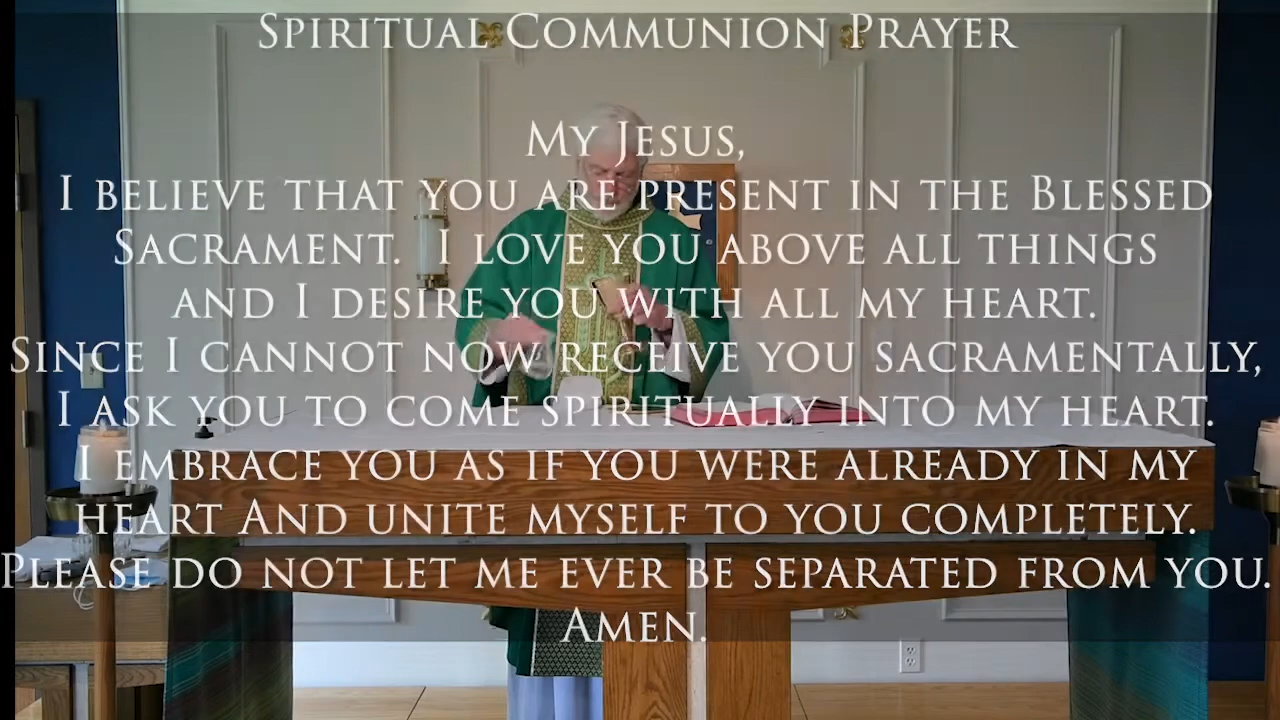 Spiritual Communion Prayer
My Jesus,
I believe that you are present in the Blessed
Sacrament. I love you above all things
and I desire you with all my heart.
Since I cannot now receive you sacramentally,
I ask you to come spiritually into my heart.
I embrace you as if you were already in my
heart And unite myself to you completely.
Please do not let me ever be separated from you.
Amen.